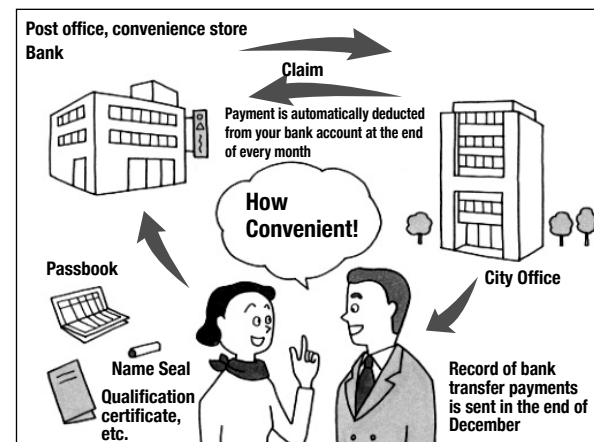 Post office, convenience store
Bank
Claim
Payment is automatically deducted
from your bank account at the end
of every month
How
Convenient!
Passbook
City Office
Name Seal
Qualification
certificate,
etc.
Record of bank
transfer payments
is sent in the end of
December